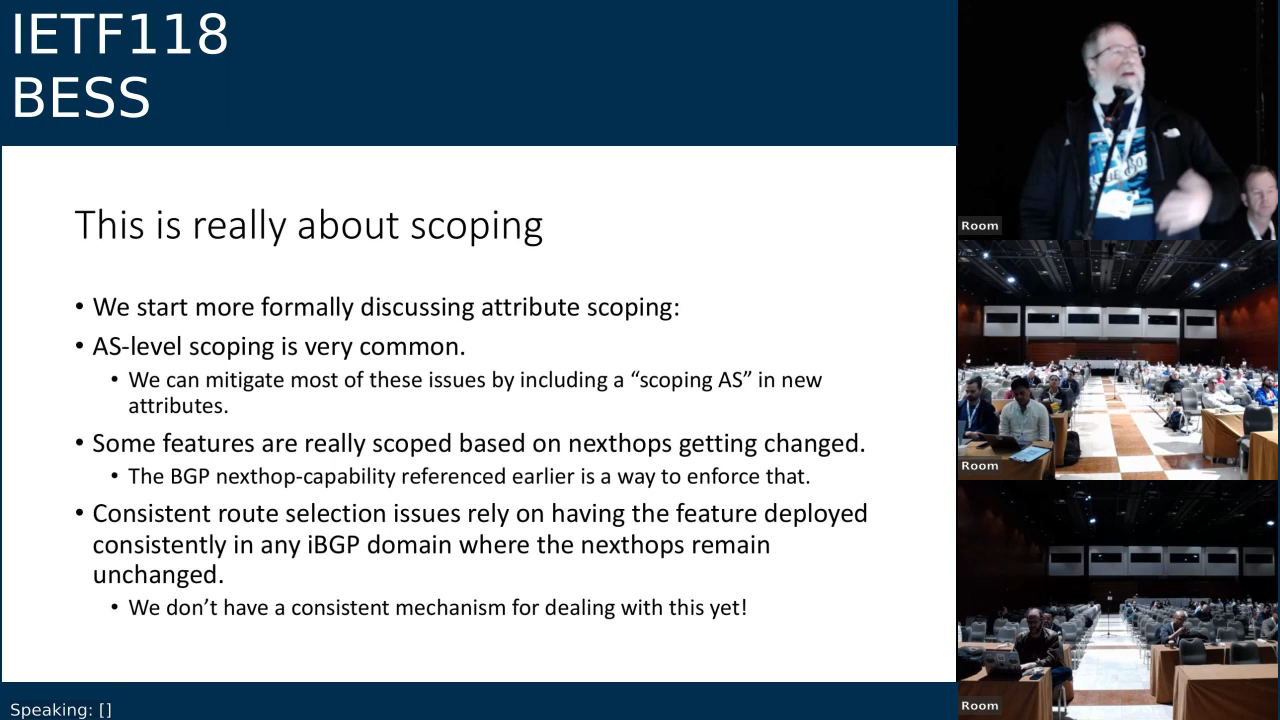 IETF118
BESS
This is really about scoping
• We start more formally discussing attribute scoping:
• AS-level scoping is very common.
• We can mitigate most of these issues by including a “scoping AS” in new
attributes.
• Some features are really scoped based on nexthops getting changed.
• The BGP nexthop-capability referenced earlier is a way to enforce that.
• Consistent route selection issues rely on having the feature deployed
consistently in any iBGP domain where the nexthops remain
unchanged.
• We don’t have a consistent mechanism for dealing with this yet!
Speaking: []
Room
Room
Room